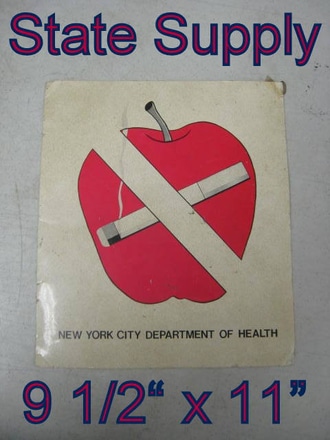 State Supply
NEW YORK CITY DEPARTMENT OF HEALTH
9 1/2“ x 11”